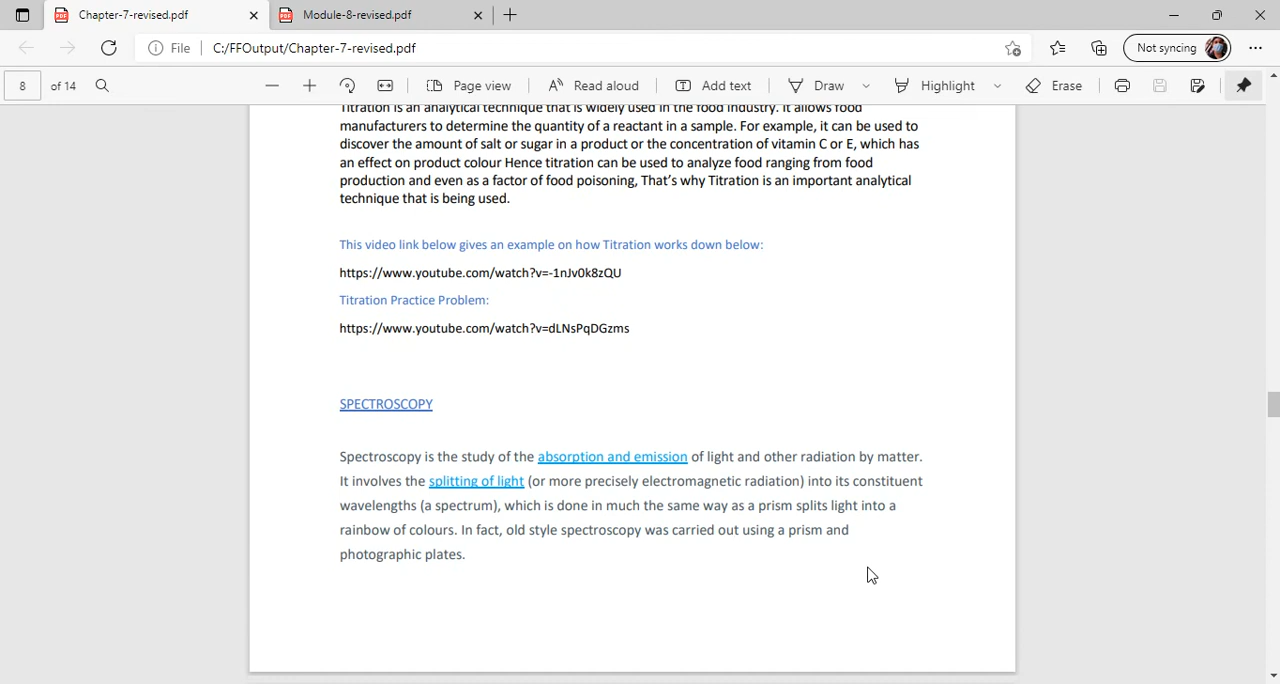 Chapter-7-revised.pdf
Module-8-revised.pdf
File
C:/FFOutput/Chapter-7-revised.pdf
Not syncing
8 of 14
Page view
Read aloud
Add text
Draw
Highlight
Erase
Titration is an analytical technique that is widely used in the food industry. It allows food
manufacturers to determine the quantity of a reactant in a sample. For example, it can be used to
discover the amount of salt or sugar in a product or the concentration of vitamin C or E, which has
an effect on product colour Hence titration can be used to analyze food ranging from food
production and even as a factor of food poisoning, That's why Titration is an important analytical
technique that is being used.
This video link below gives an example on how Titration works down below:
https://www.youtube.com/watch?v=-1nJv0k8zQU
Titration Practice Problem:
https://www.youtube.com/watch?v=dLNsPqDGzms
SPECTROSCOPY
Spectroscopy is the study of the absorption and emission of light and other radiation by matter.
It involves the splitting of light (or more precisely electromagnetic radiation) into its constituent
wavelengths (a spectrum), which is done in much the same way as a prism splits light into a
rainbow of colours. In fact, old style spectroscopy was carried out using a prism and
photographic plates.